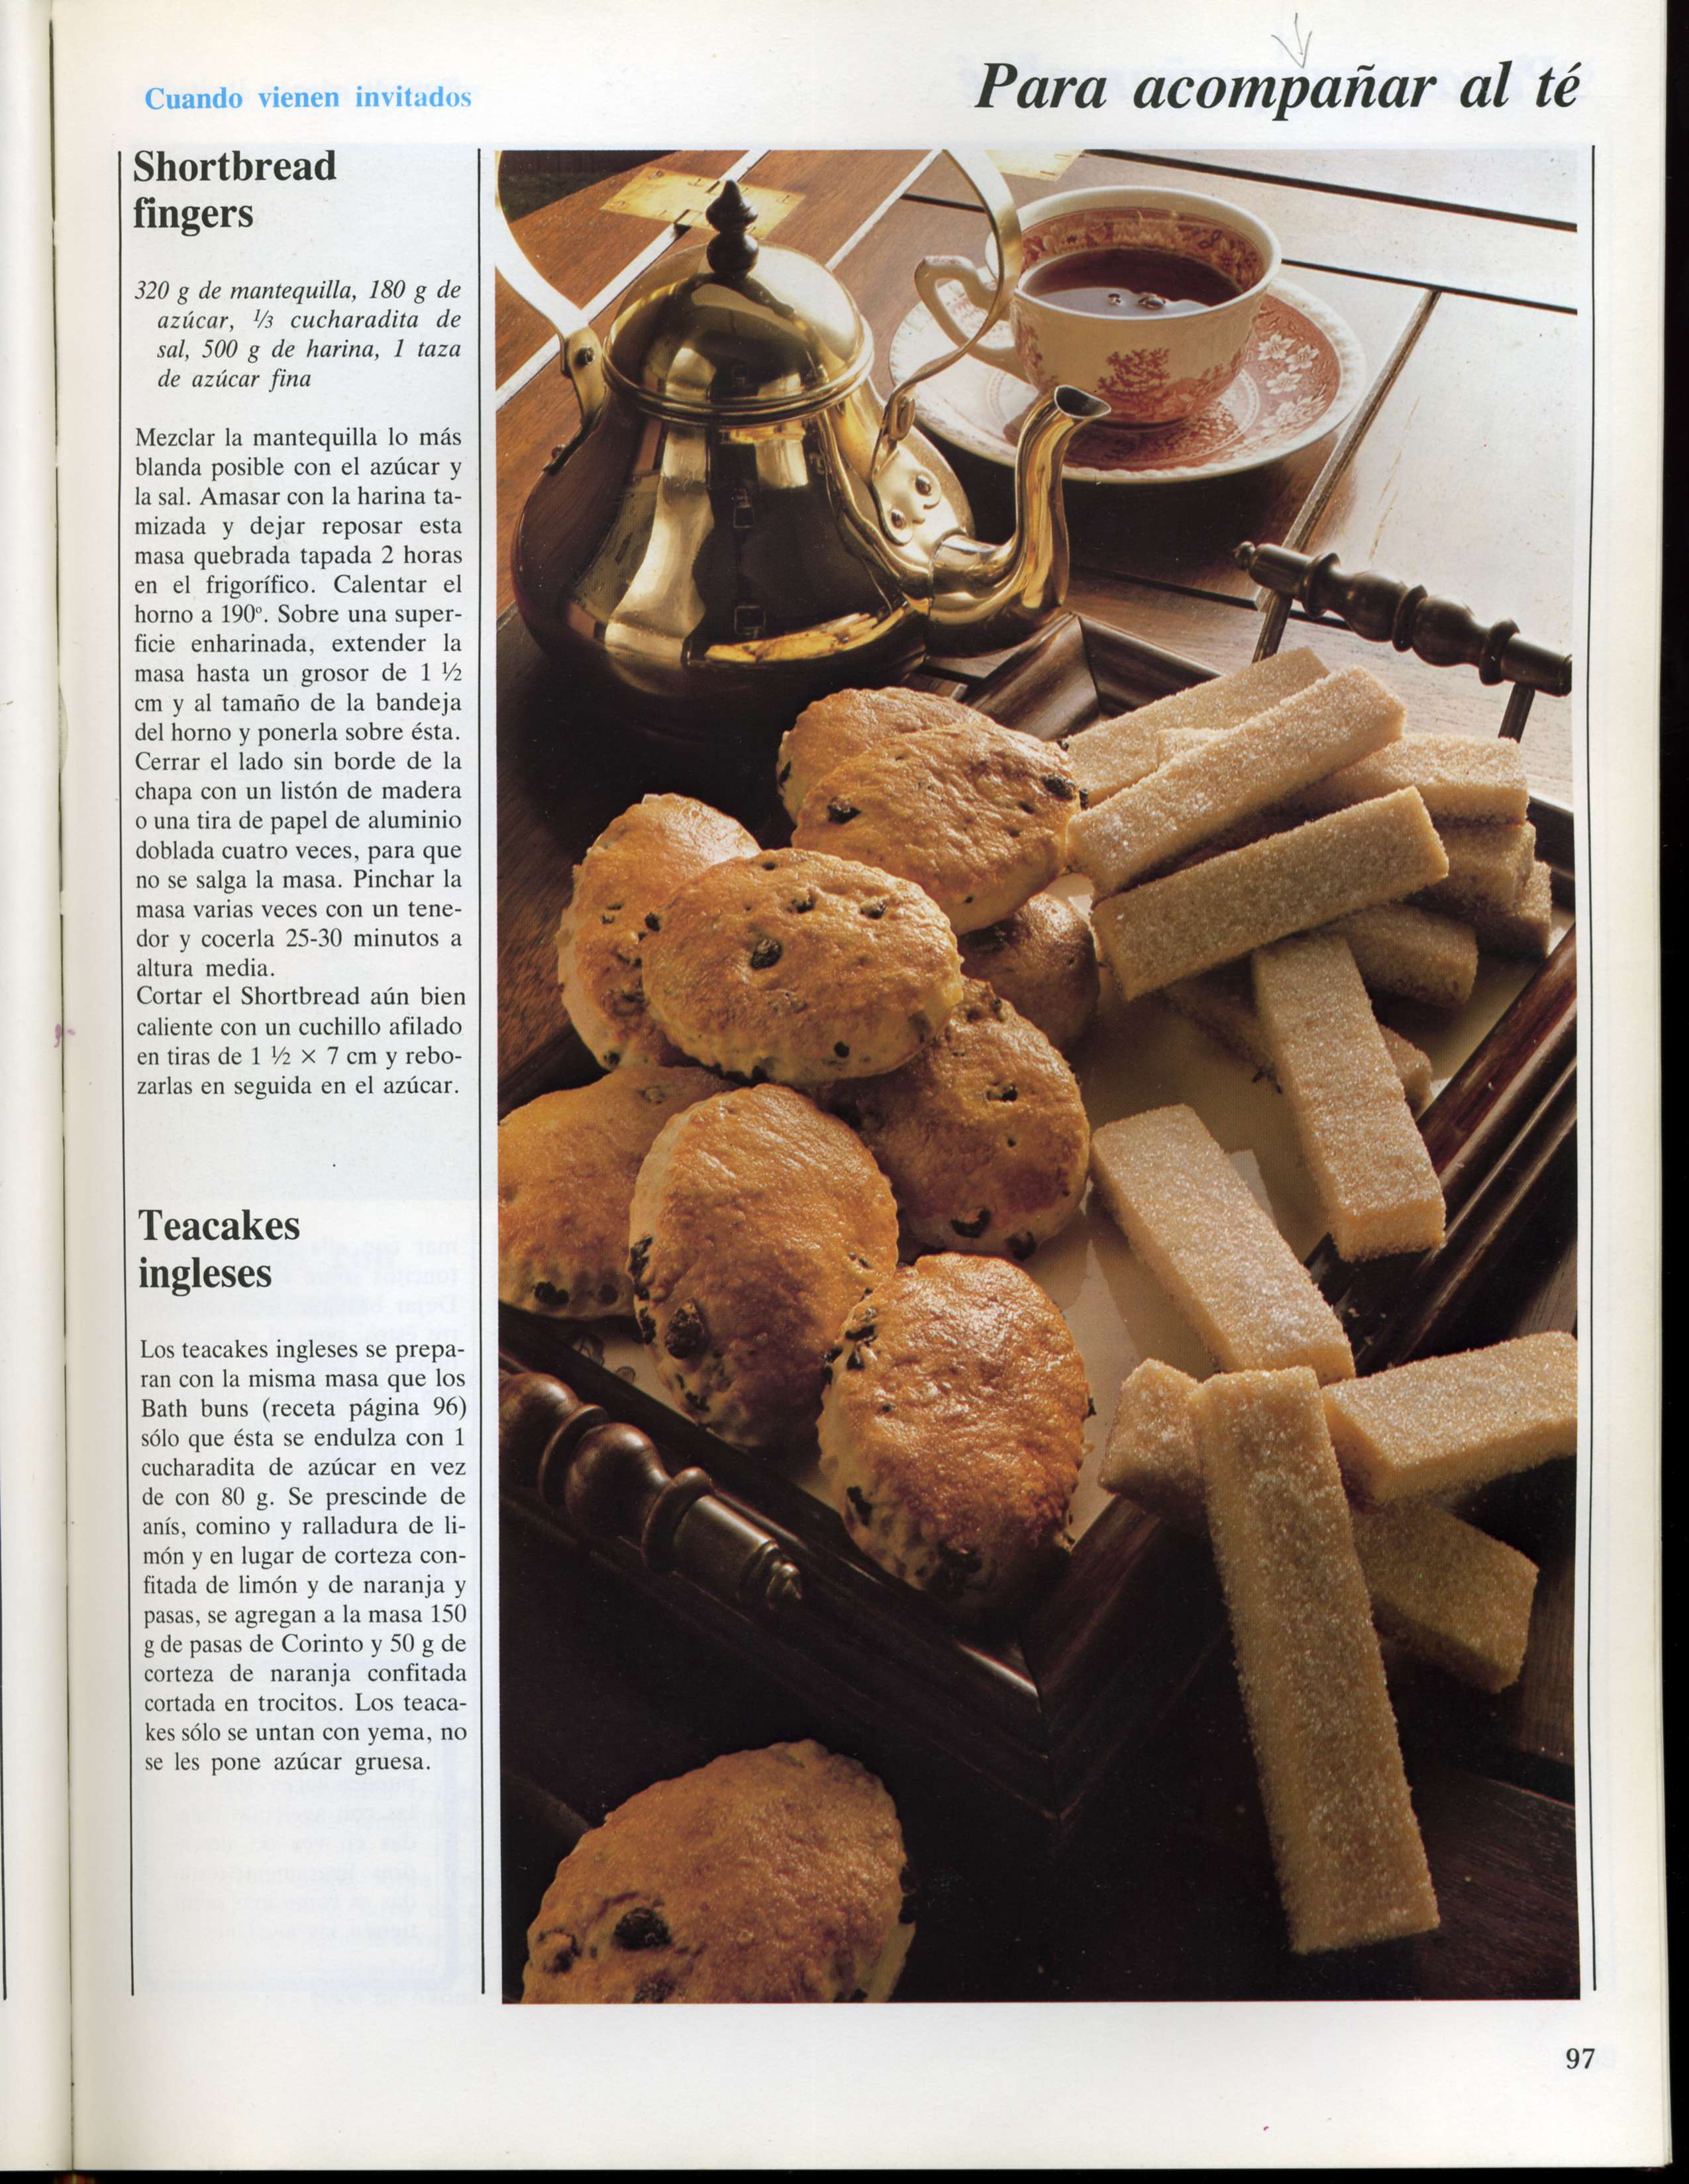 Cuando vienen invitados
Para acompañar al té
Shortbread
fingers
320 g de mantequilla, 180 g de
azúcar, ⅓ cucharadita de
sal, 500 g de harina, 1 taza
de azúcar fina
Mezclar la mantequilla lo más
blanda posible con el azúcar y
la sal. Amasar con la harina ta-
mizada y dejar reposar esta
masa quebrada tapada 2 horas
en el frigorífico. Calentar el
horno a 190º. Sobre una super-
ficie enharinada, extender la
masa hasta un grosor de 1 ½
cm y al tamaño de la bandeja
del horno y ponerla sobre ésta.
Cerrar el lado sin borde de la
chapa con un listón de madera
o una tira de papel de aluminio
doblada cuatro veces, para que
no se salga la masa. Pinchar la
masa varias veces con un tene-
dor y cocerla 25-30 minutos a
altura media.
Cortar el Shortbread aún bien
caliente con un cuchillo afilado
en tiras de 1 ½ × 7 cm y rebo-
zarlas en seguida en el azúcar.
Teacakes
ingleses
Los teacakes ingleses se prepa-
ran con la misma masa que los
Bath buns (receta página 96)
sólo que ésta se endulza con 1
cucharadita de azúcar en vez
de con 80 g. Se prescinde de
anís, comino y ralladura de li-
món y en lugar de corteza con-
fitada de limón y de naranja y
pasas, se agregan a la masa 150
g de pasas de Corinto y 50 g de
corteza de naranja confitada
cortada en trocitos. Los teaca-
kes sólo se untan con yema, no
se les pone azúcar gruesa.
97